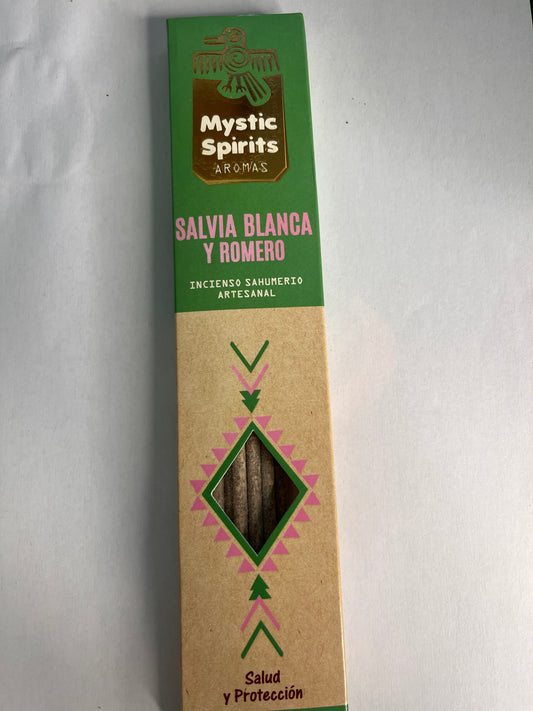 Mystic
Spirits
AROMAS
SALVIA BLANCA
Y ROMERO
INCIENSO SAHUMERIO
ARTESANAL
Salud
y Protección